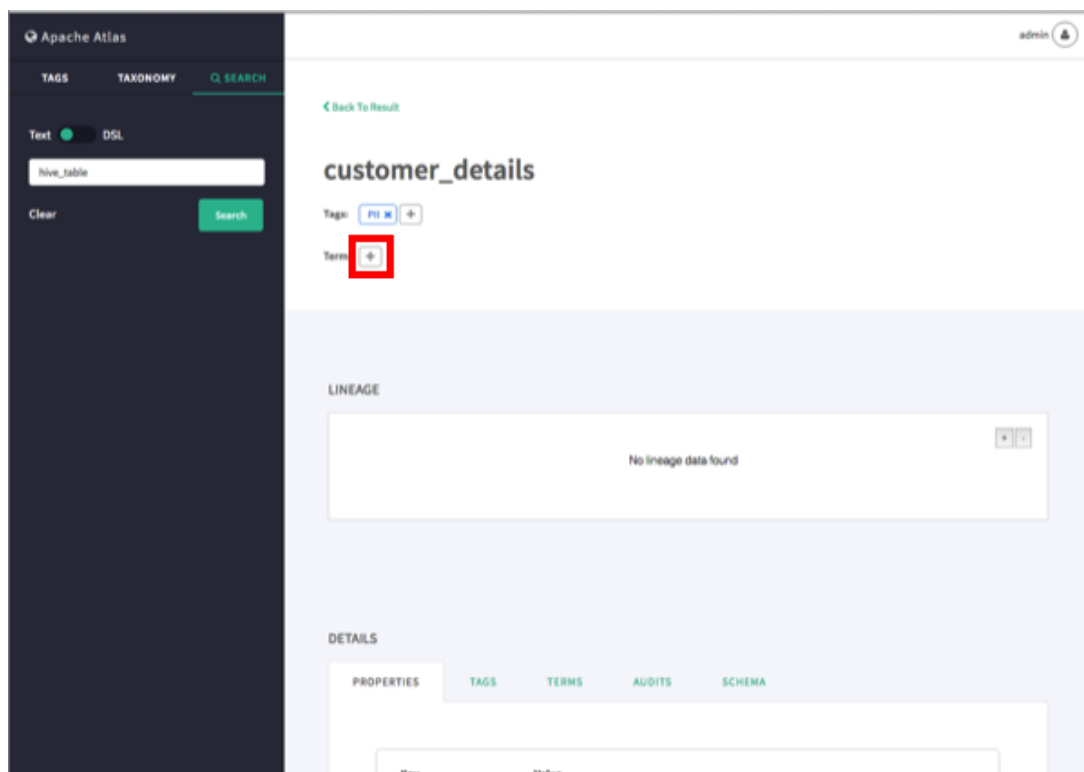 Apache Atlas
admin
TAGS TAXONOMY SEARCH
Back To Result
Text DSL
hive_table
customer_details
Clear Search
Tags: PII × +
Term +
LINEAGE
+ -
No lineage data found
DETAILS
PROPERTIES TAGS TERMS AUDITS SCHEMA